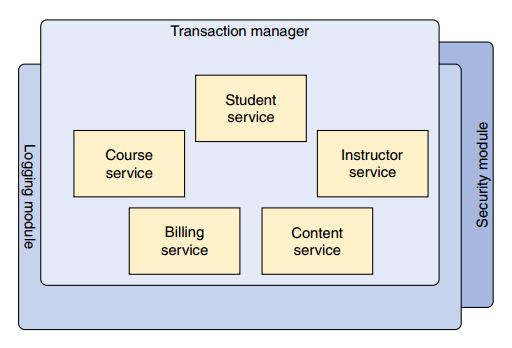 Transaction manager
Student
service
Course
service
Instructor
service
Billing
service
Content
service
Logging module
Security module